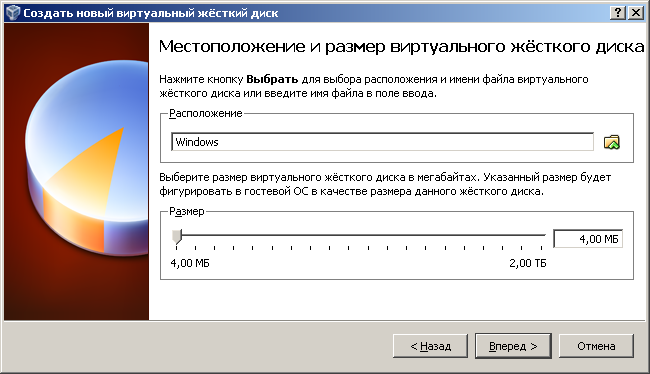 Создать новый виртуальный жёсткий диск
Местоположение и размер виртуального жёсткого диска
Нажмите кнопку Выбрать для выбора расположения и имени файла виртуального
жёсткого диска или введите имя файла в поле ввода.
Расположение
Windows
Выберите размер виртуального жёсткого диска в мегабайтах. Указанный размер будет
фигурировать в гостевой ОС в качестве размера данного жёсткого диска.
Размер
4,00 МБ
4,00 МБ 2,00 ТБ
< Назад Вперед > Отмена